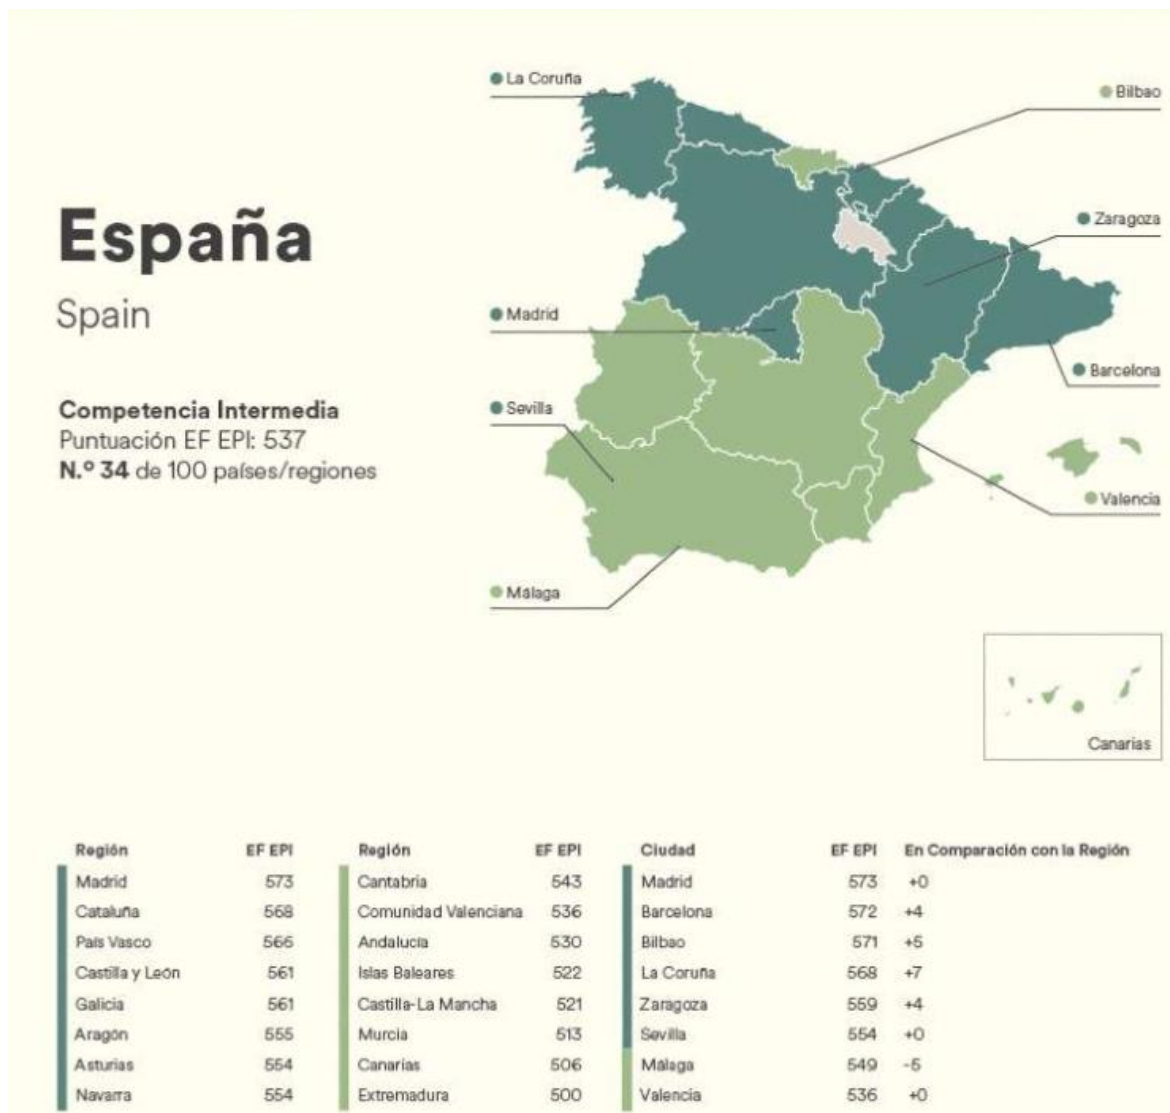 La Coruña
Bilbao
España
Zaragoza
Spain
Madrid
Barcelona
Competencia Intermedia
Sevilla
Puntuación EF EPI: 537
N.º 34 de 100 países/regiones
Valencia
Málaga
Canarias
Región EF EPI
Madrid 573
Cataluña 568
País Vasco 566
Castilla y León 561
Galicia 561
Aragón 555
Asturias 554
Navarra 554
Región EF EPI
Cantabria 543
Comunidad Valenciana 536
Andalucía 530
Islas Baleares 522
Castilla-La Mancha 521
Murcia 513
Canarias 506
Extremadura 500
Ciudad EF EPI En Comparación con la Región
Madrid 573 +0
Barcelona 572 +4
Bilbao 571 +5
La Coruña 568 +7
Zaragoza 559 +4
Sevilla 554 +0
Málaga 549 -5
Valencia 536 +0